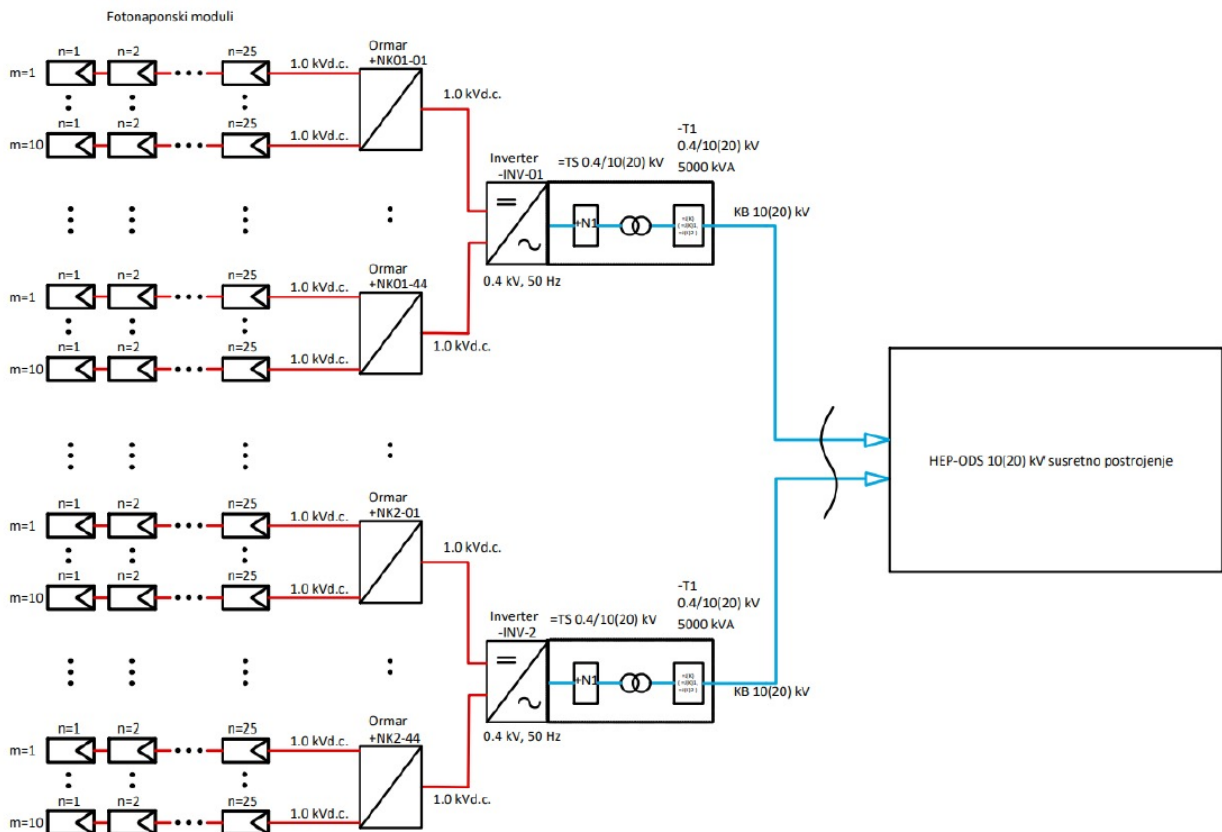 Fotonaponski moduli
n=1 n=2 n=25
m=1
1.0 kVd.c.
Ormar
+NK01-01
n=1 n=2 n=25
m=10
1.0 kVd.c.
1.0 kVd.c.
Inverter
-INV-01
=TS 0.4/10(20) kV
-T1
0.4/10(20) kV
5000 kVA
+N1
KB 10(20) kV
0.4 kV, 50 Hz
n=1 n=2 n=25
m=1
1.0 kVd.c.
Ormar
+NK01-44
n=1 n=2 n=25
m=10
1.0 kVd.c.
1.0 kVd.c.
HEP-ODS 10(20) kV susretno postrojenje
n=1 n=2 n=25
m=1
1.0 kVd.c.
Ormar
+NK2-01
n=1 n=2 n=25
m=10
1.0 kVd.c.
1.0 kVd.c.
Inverter
-INV-2
=TS 0.4/10(20) kV
-T1
0.4/10(20) kV
5000 kVA
+N1
KB 10(20) kV
0.4 kV, 50 Hz
n=1 n=2 n=25
m=1
1.0 kVd.c.
Ormar
+NK2-44
n=1 n=2 n=25
m=10
1.0 kVd.c.
1.0 kVd.c.